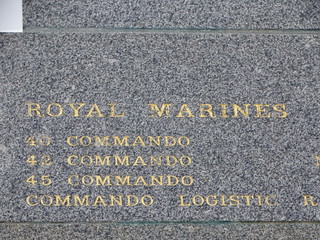 ROYAL MARINES
40 COMMANDO
42 COMMANDO
45 COMMANDO
COMMANDO LOGISTIC